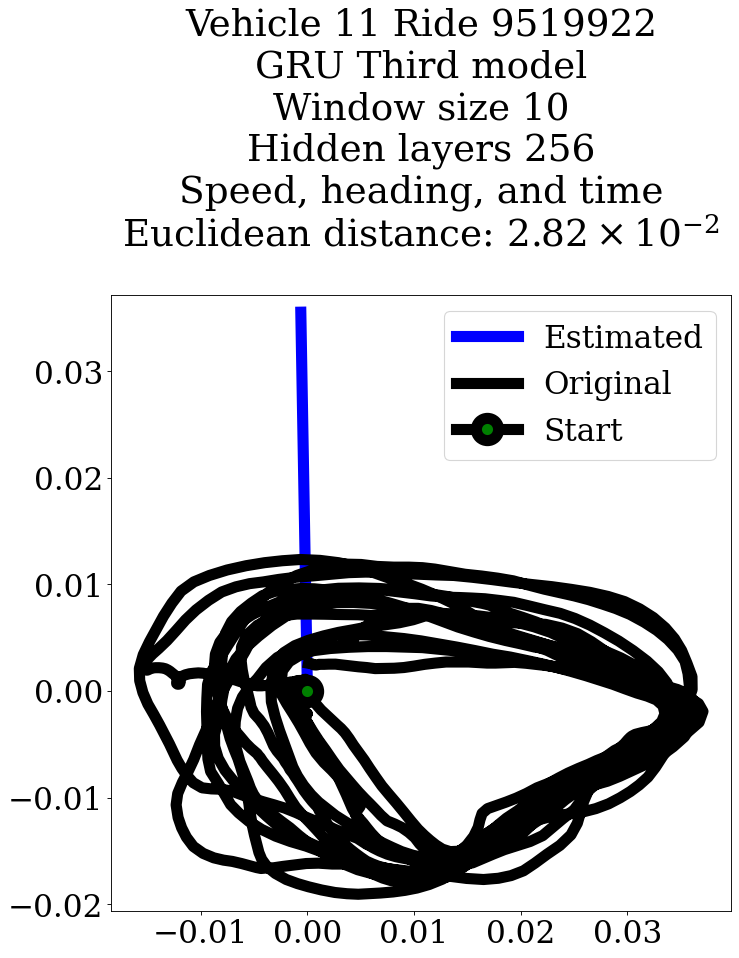 Vehicle 11 Ride 9519922
GRU Third model
Window size 10
Hidden layers 256
Speed, heading, and time
Euclidean distance: 2.82 × 10⁻²
Estimated
Original
Start
0.03
0.02
0.01
0.00
−0.01
−0.02
−0.01 0.00 0.01 0.02 0.03